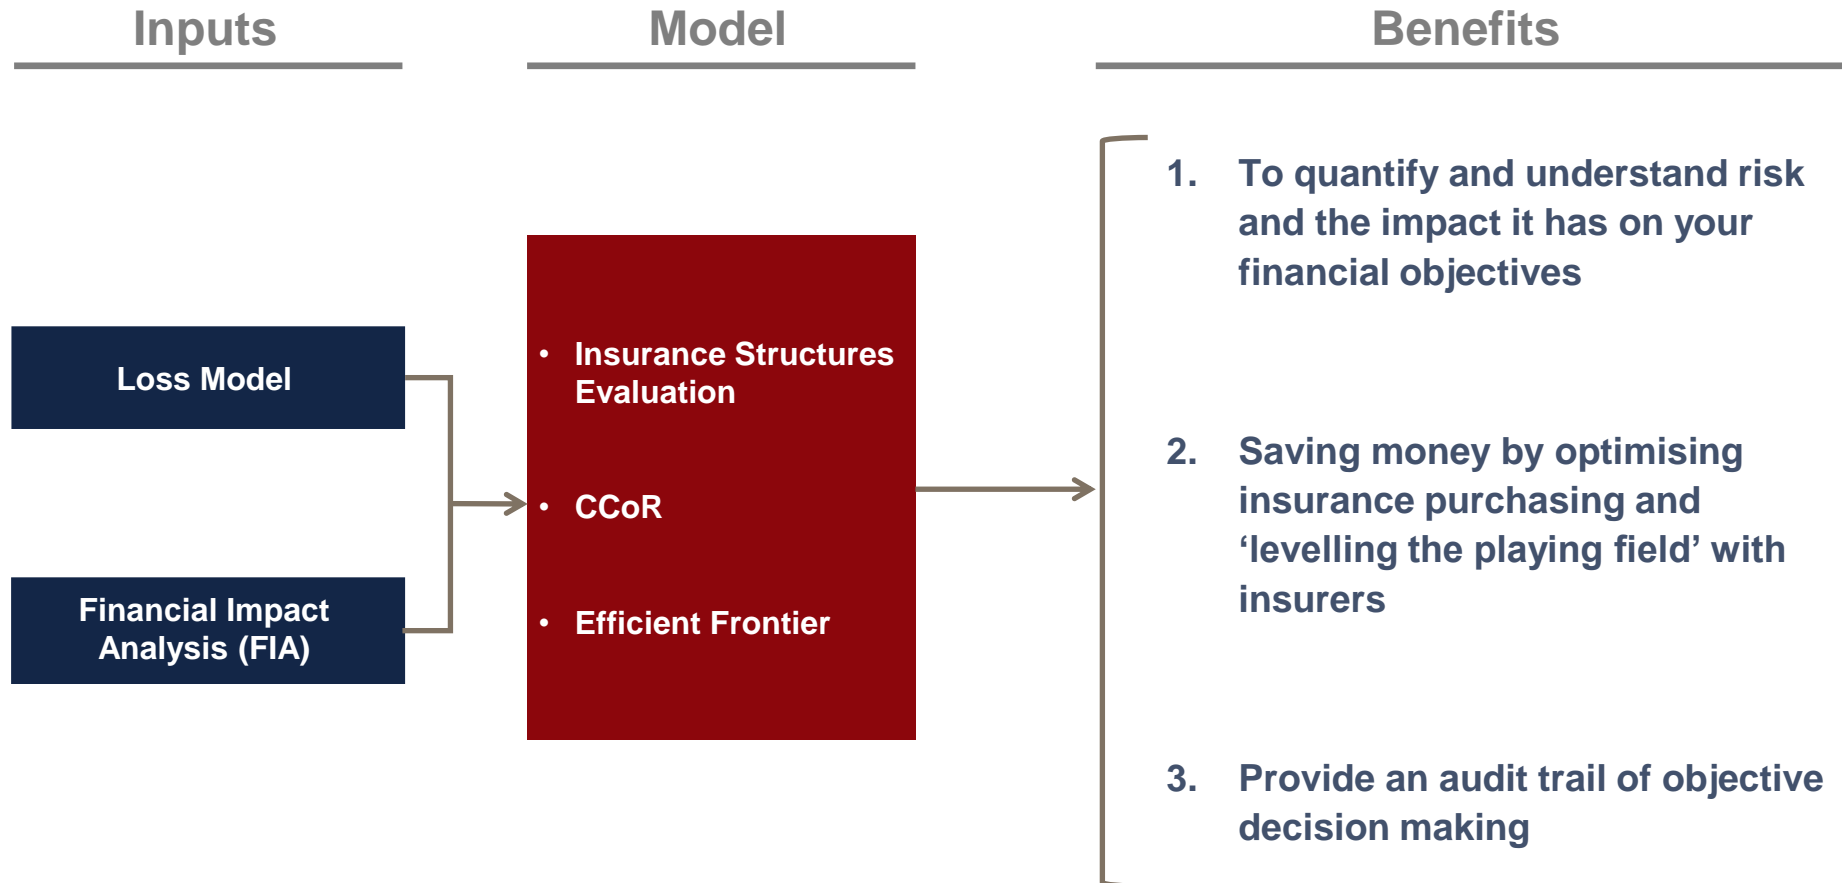 Inputs
Model
Benefits
Loss Model
Financial Impact
Analysis (FIA)
• Insurance Structures
Evaluation
• CCoR
• Efficient Frontier
1. To quantify and understand risk
and the impact it has on your
financial objectives
2. Saving money by optimising
insurance purchasing and
‘levelling the playing field’ with
insurers
3. Provide an audit trail of objective
decision making